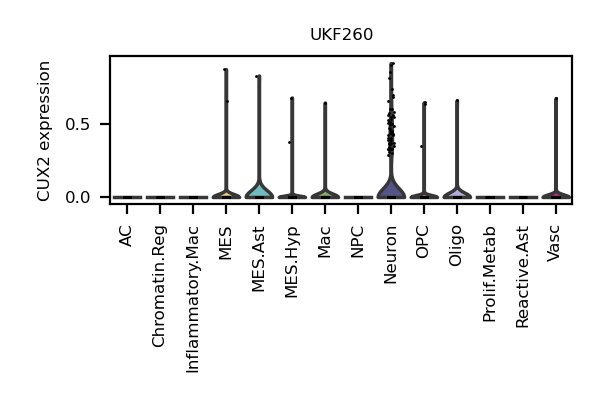 UKF260
CUX2 expression
0.5
0.0
AC
Chromatin.Reg
Inflammatory.Mac
MES
MES.Ast
MES.Hyp
Mac
NPC
Neuron
OPC
Oligo
Prolif.Metab
Reactive.Ast
Vasc